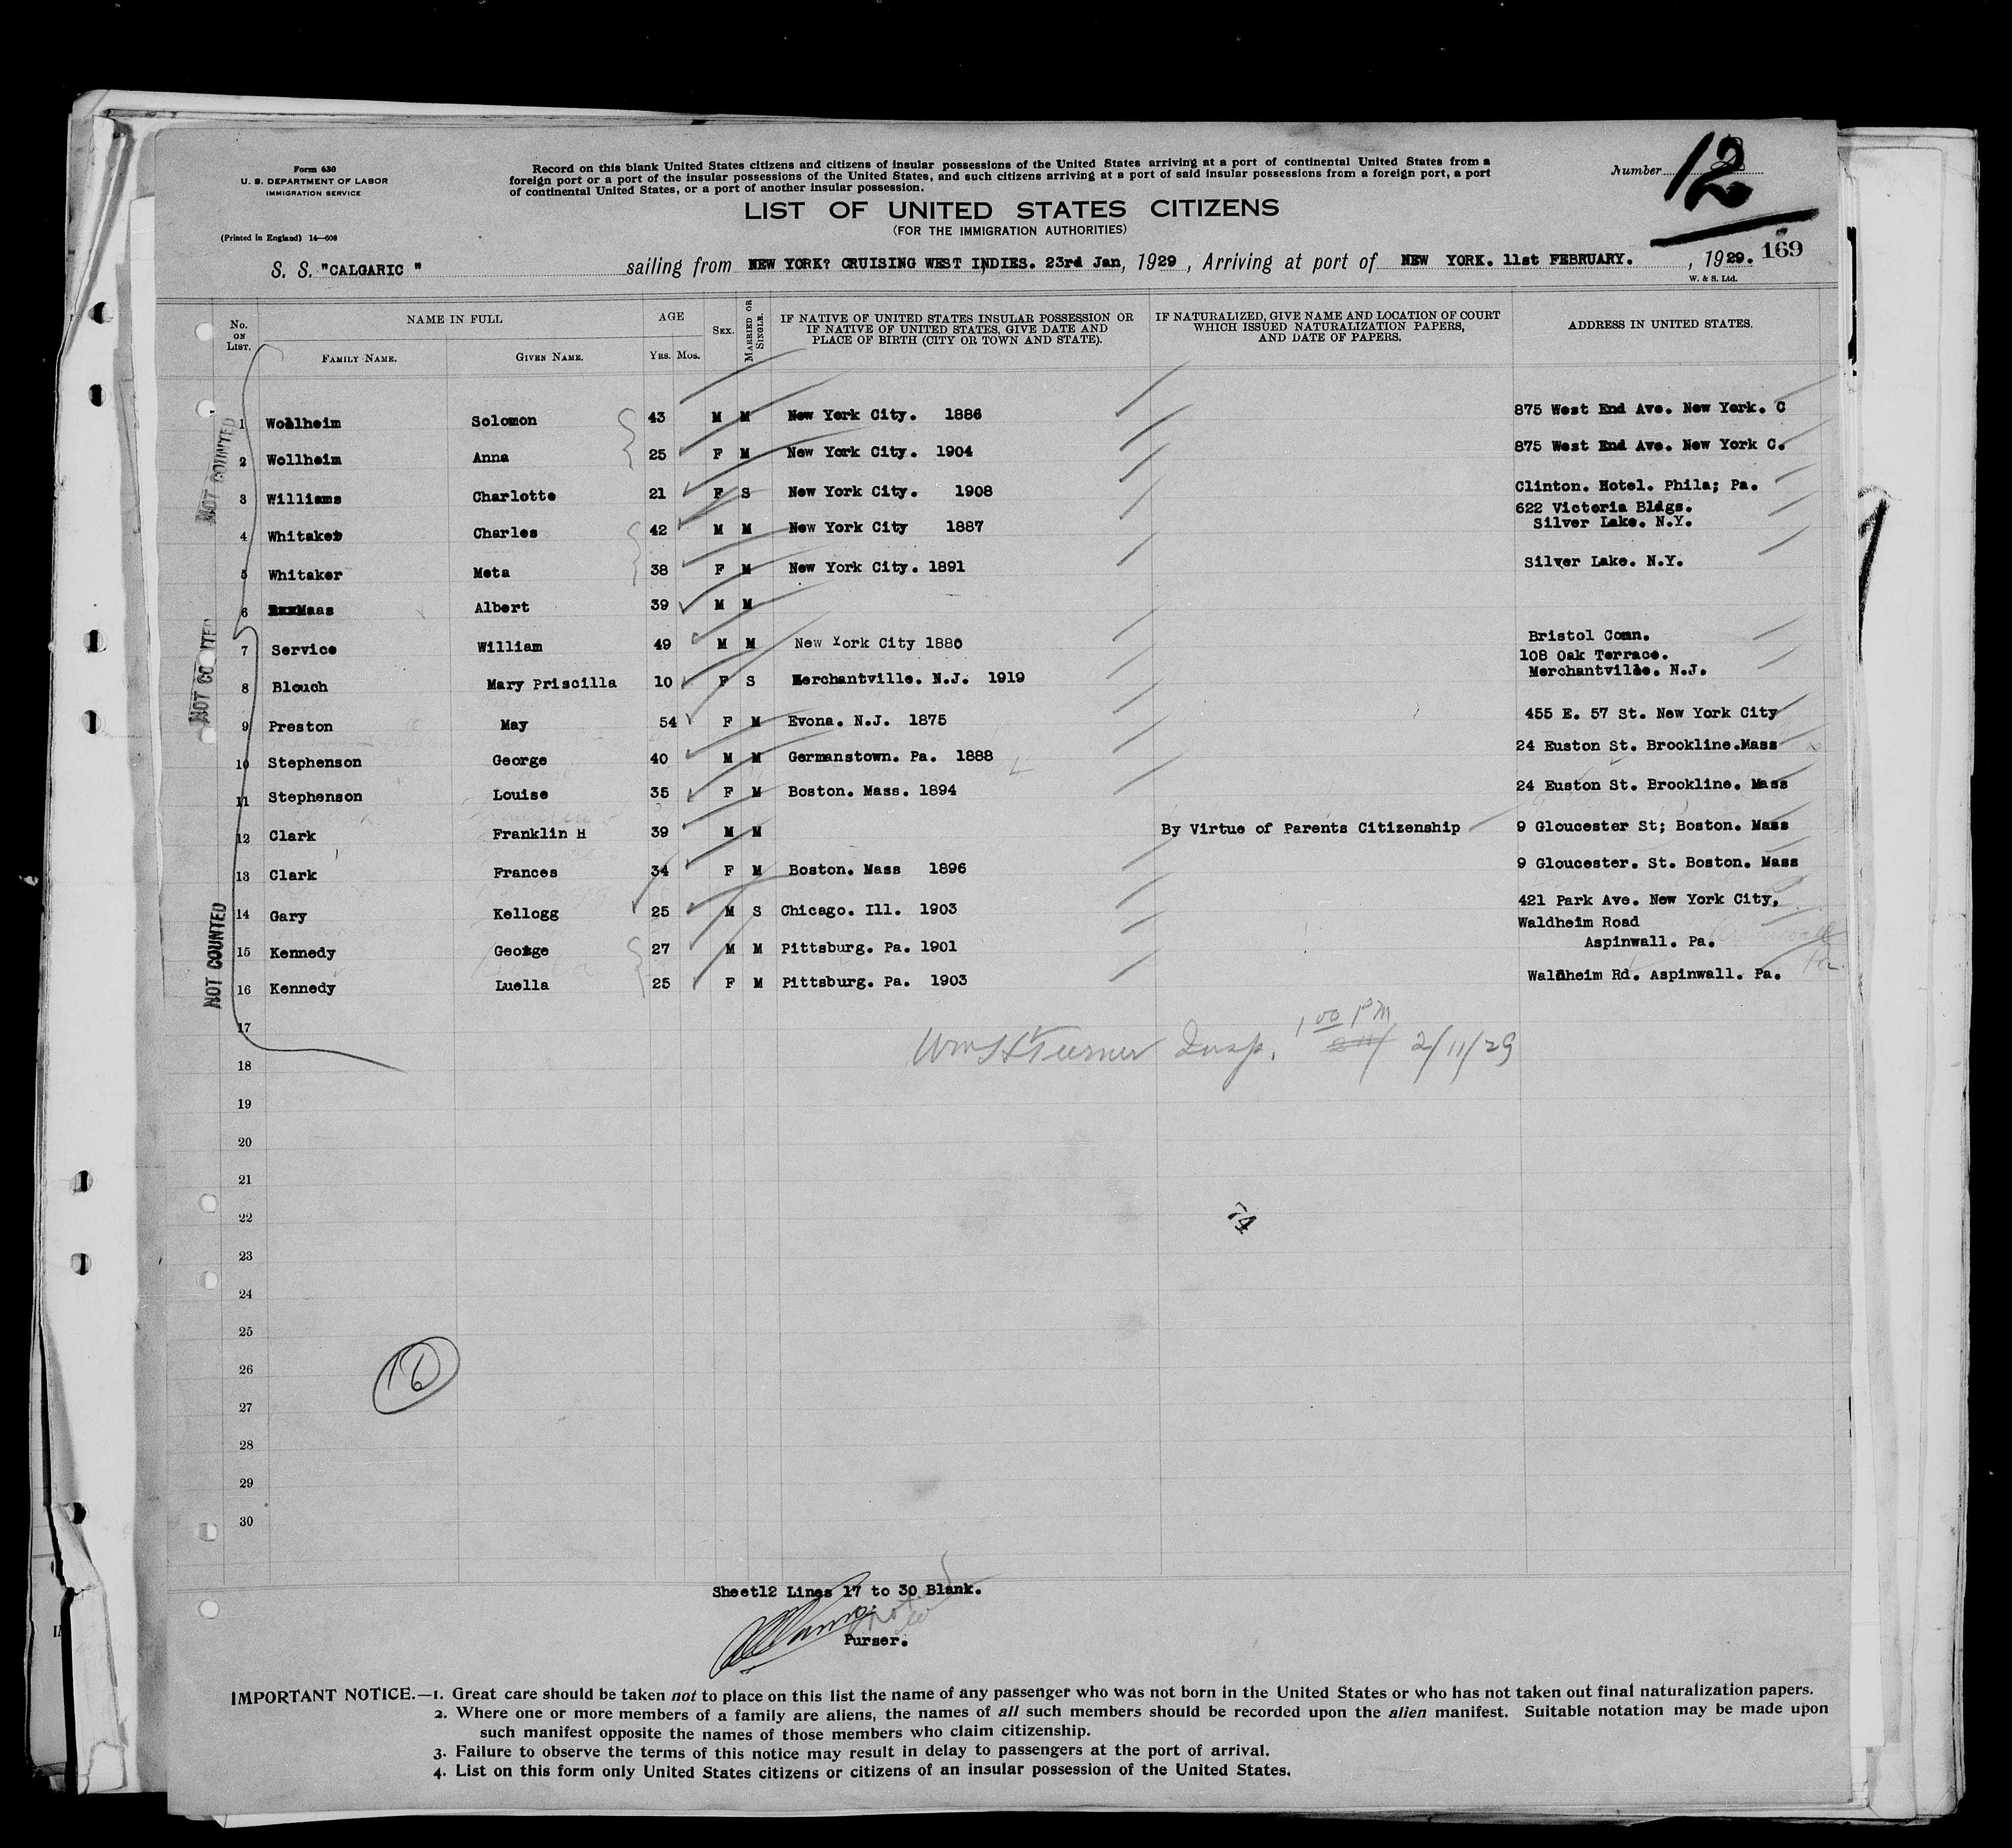 Form 630
U. S. DEPARTMENT OF LABOR
IMMIGRATION SERVICE
(Printed in England) 14—608
Record on this blank United States citizens and citizens of insular possessions of the United States arriving at a port of continental United States from a
foreign port or a port of the insular possessions of the United States, and such citizens arriving at a port of said insular possessions from a foreign port, a port
of continental United States, or a port of another insular possession.
Number 12
LIST OF UNITED STATES CITIZENS
(FOR THE IMMIGRATION AUTHORITIES)
169
S. S. "CALGARIC " sailing from NEW YORK? CRUISING WEST INDIES. 23rd Jan, 1929, Arriving at port of NEW YORK. 11st FEBRUARY. , 1929.
W. & S. Ltd.
No. ON LIST. NAME IN FULL AGE SEX. MARRIED OR SINGLE. IF NATIVE OF UNITED STATES INSULAR POSSESSION OR IF NATIVE OF UNITED STATES, GIVE DATE AND PLACE OF BIRTH (CITY OR TOWN AND STATE). IF NATURALIZED, GIVE NAME AND LOCATION OF COURT WHICH ISSUED NATURALIZATION PAPERS, AND DATE OF PAPERS. ADDRESS IN UNITED STATES.
FAMILY NAME. GIVEN NAME. YRS. MOS.
1 Wollheim Solomon 43 M M New York City. 1886 875 West End Ave. New York. C
2 Wollheim Anna 25 F M New York City. 1904 875 West End Ave. New York C.
3 Williams Charlotte 21 F S New York City. 1908 Clinton. Hotel. Phila; Pa.
622 Victoria Bldgs.
4 Whitaker Charles 42 M M New York City 1887 Silver Lake. N.Y.
5 Whitaker Meta 38 F M New York City. 1891 Silver Lake. N.Y.
6 Maas Albert 39 M M
7 Service William 49 M M New York City 1880 Bristol Conn.
108 Oak Terrace.
8 Blouch Mary Priscilla 10 F S Merchantville. N.J. 1919 Merchantville. N.J.
9 Preston May 54 F M Evona. N.J. 1875 455 E. 57 St. New York City
10 Stephenson George 40 M M Germanstown. Pa. 1888 24 Euston St. Brookline.Mass
11 Stephenson Louise 35 F M Boston. Mass. 1894 24 Euston St. Brookline. Mass
12 Clark Franklin H 39 M M By Virtue of Parents Citizenship 9 Gloucester St; Boston. Mass
13 Clark Frances 34 F M Boston. Mass 1896 9 Gloucester. St. Boston. Mass
14 Gary Kellogg 25 M S Chicago. Ill. 1903 421 Park Ave. New York City,
Waldheim Road
15 Kennedy George 27 M M Pittsburg. Pa. 1901 Aspinwall. Pa.
16 Kennedy Luella 25 F M Pittsburg. Pa. 1903 Waldheim Rd. Aspinwall. Pa.
NOT COUNTED
NOT COUNTED
NOT COUNTED
17
Wm H Turner Insp. 1 00 PM 2/11/29
18
19
20
21
22
23
24
25
26
16
27
28
29
30
Sheet12 Lines 17 to 30 Blank.
Purser.
IMPORTANT NOTICE.—1. Great care should be taken not to place on this list the name of any passenger who was not born in the United States or who has not taken out final naturalization papers.
2. Where one or more members of a family are aliens, the names of all such members should be recorded upon the alien manifest. Suitable notation may be made upon
such manifest opposite the names of those members who claim citizenship.
3. Failure to observe the terms of this notice may result in delay to passengers at the port of arrival.
4. List on this form only United States citizens or citizens of an insular possession of the United States.